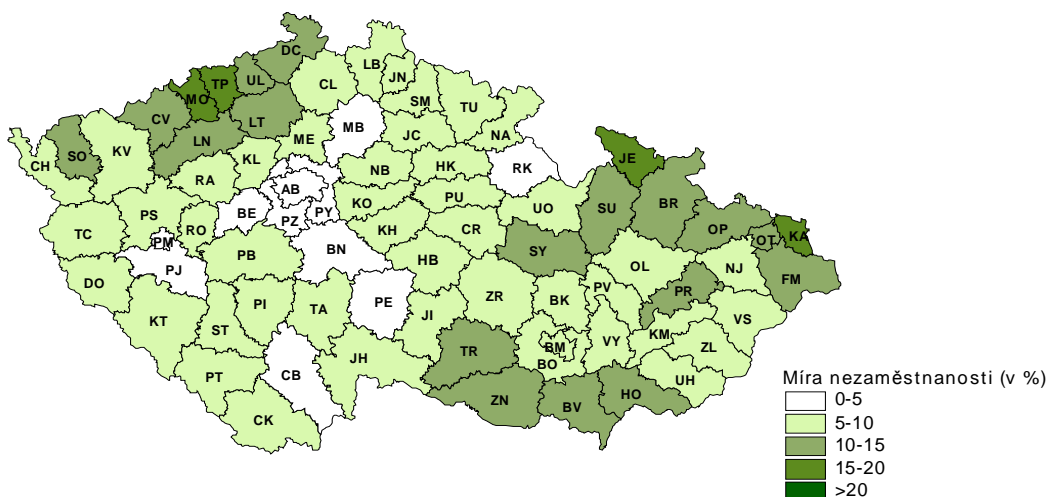 DC
LB
JN
TP
UL
CL
MO
SM
TU
CV
LT
MB
LN
ME
JC
NA
SO
KV
KL
NB
HK
RK
JE
CH
RA
AB
KO
PU
UO
SU
BR
PS
BE
PZ
PY
TC
RO
KH
CR
OP
OT
KA
PM
PB
BN
SY
PJ
HB
OL
NJ
FM
DO
PI
TA
PE
ZR
BK
PV
PR
KT
ST
JI
VS
KM
TR
BM
VY
ZL
BO
JH
PT
CB
UH
ZN
BV
HO
CK
Míra nezaměstnanosti (v %)
0-5
5-10
10-15
15-20
>20